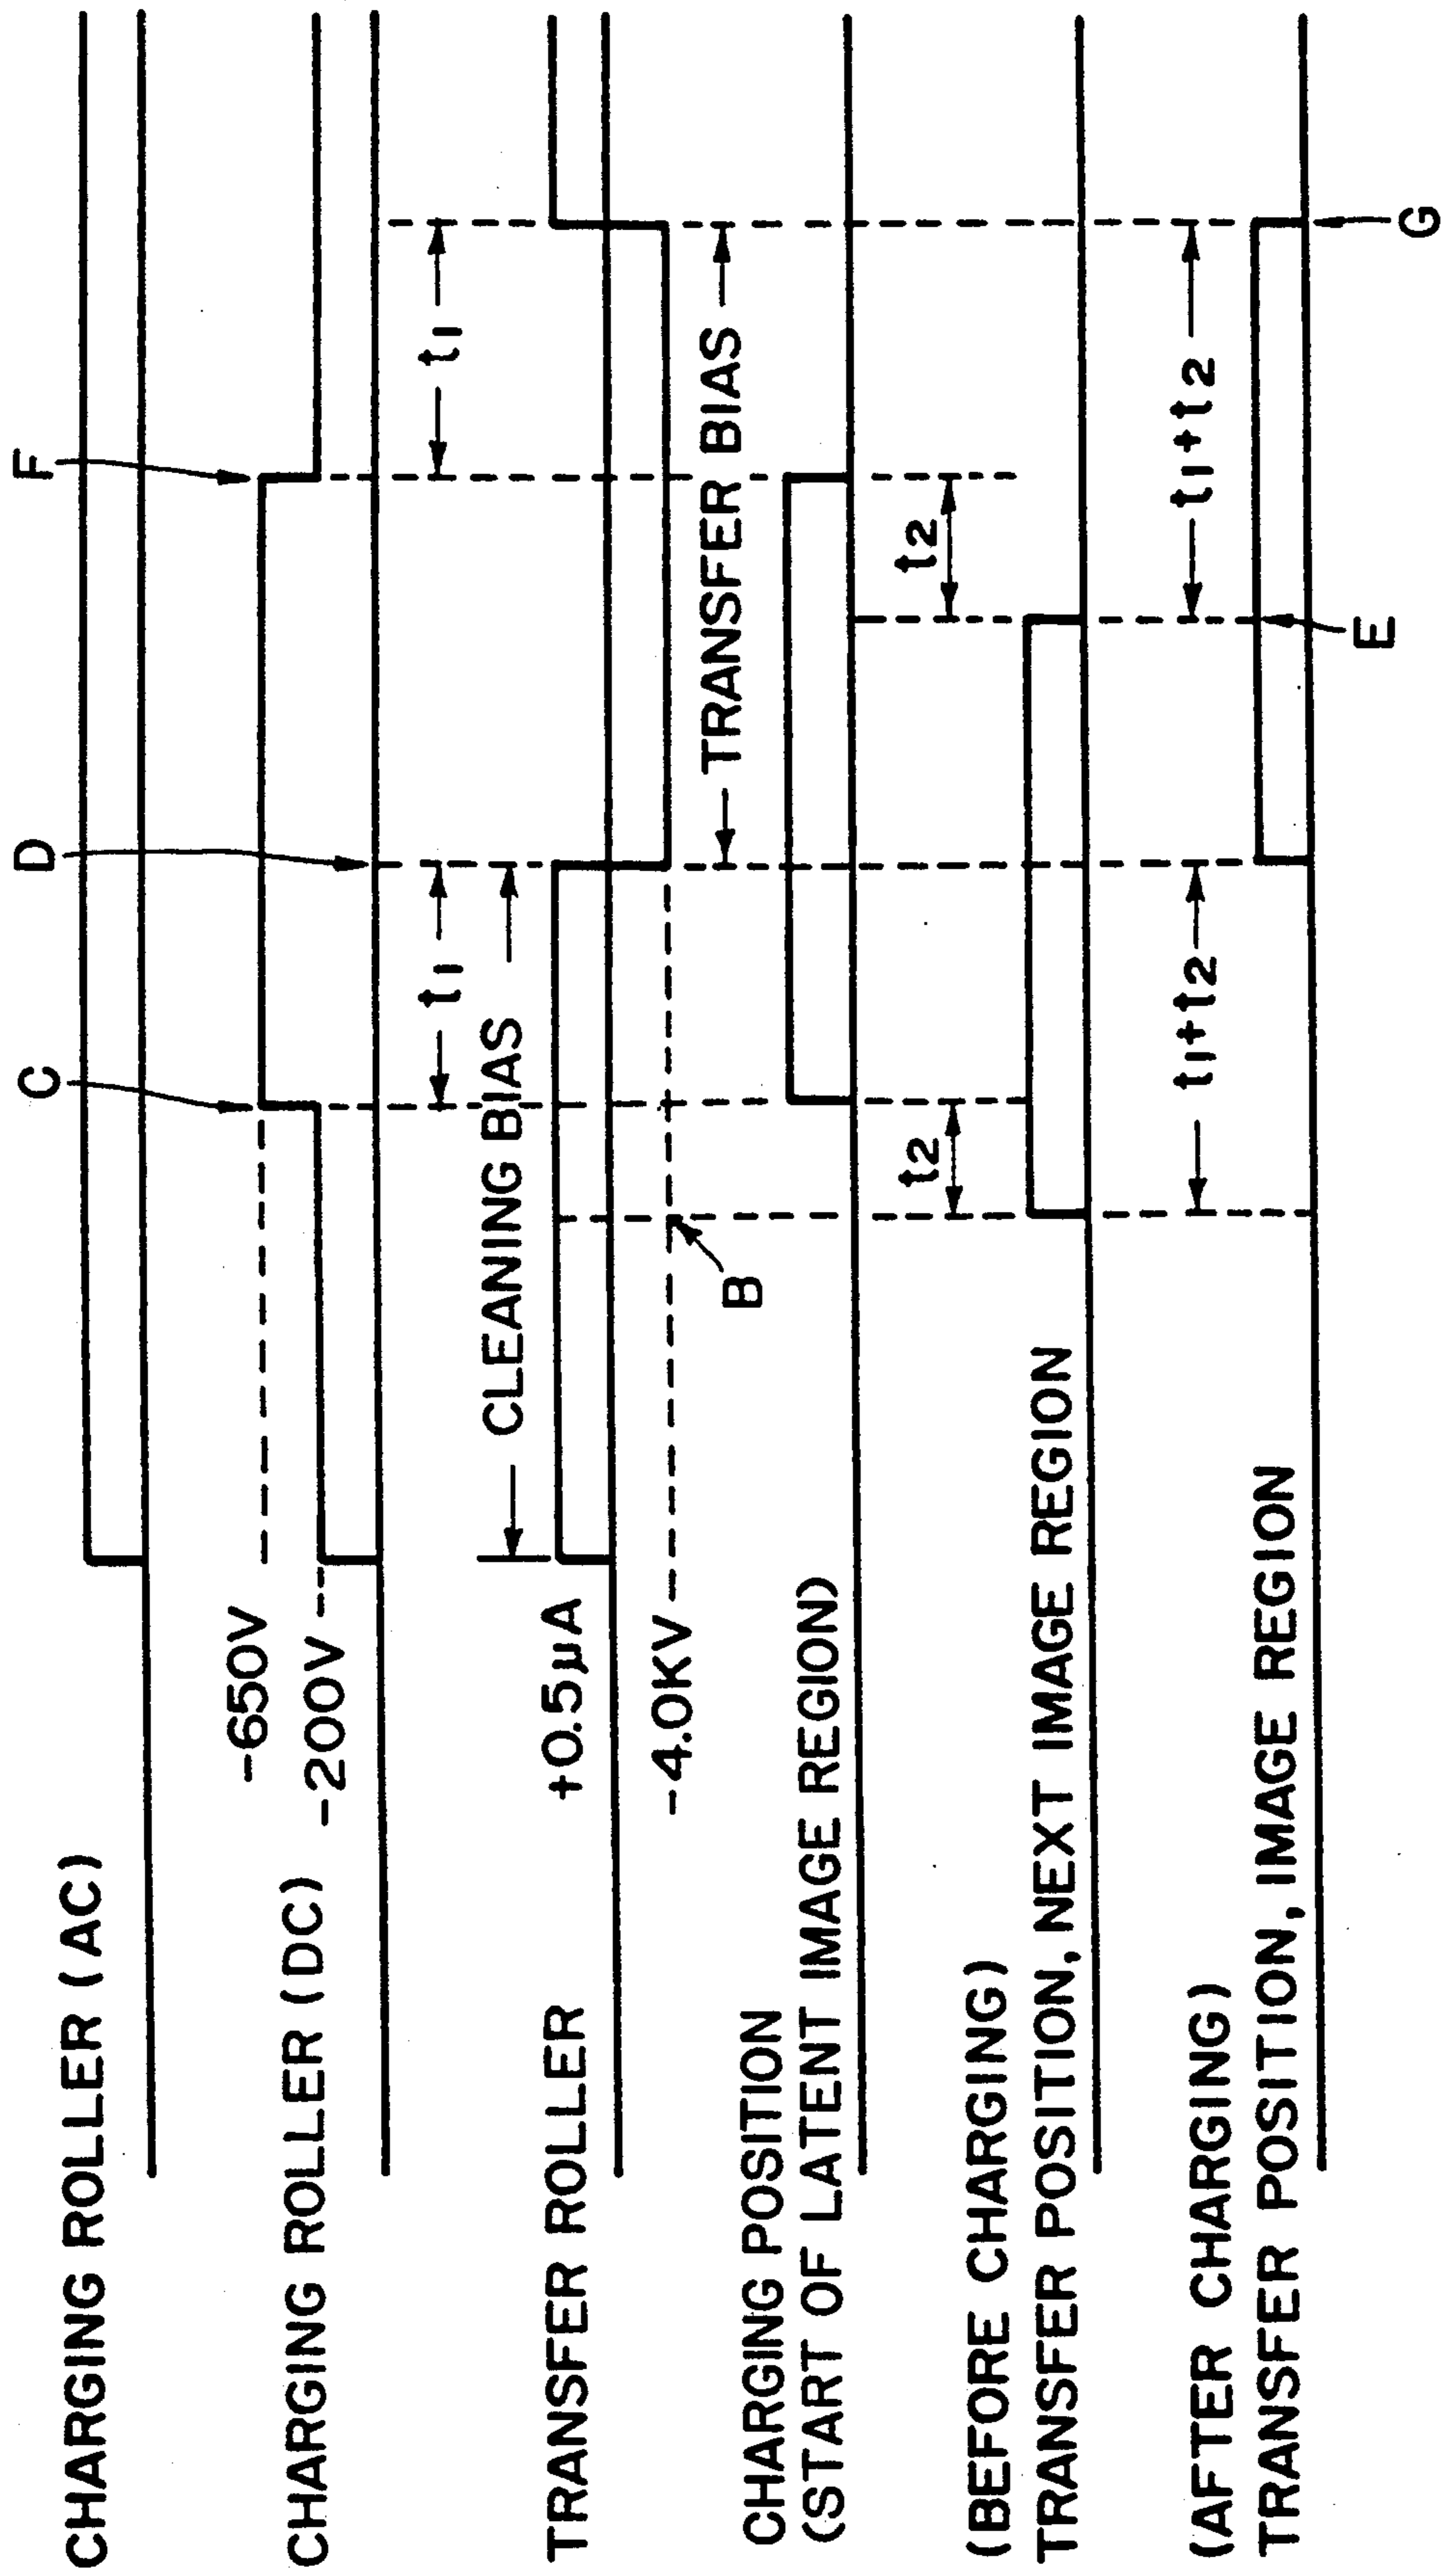 C
D
F
CHARGING ROLLER (AC)
-650V
CHARGING ROLLER (DC) -200V
t1
t1
CLEANING BIAS
TRANSFER ROLLER
+0.5μA
-4.0KV
TRANSFER BIAS
B
CHARGING POSITION
(START OF LATENT IMAGE REGION)
t2
t2
(BEFORE CHARGING)
TRANSFER POSITION, NEXT IMAGE REGION
t1+t2
t1+t2
(AFTER CHARGING)
TRANSFER POSITION, IMAGE REGION
E
G